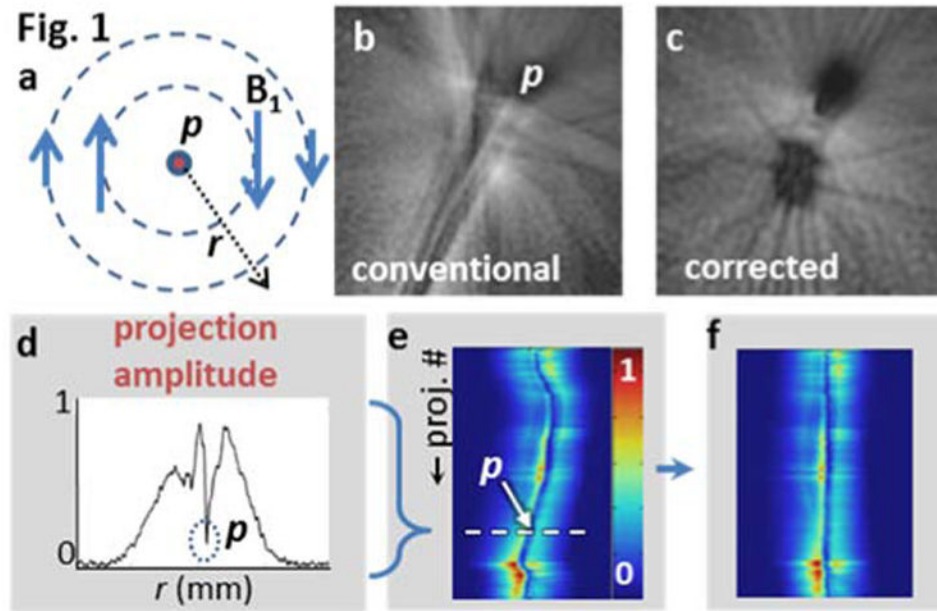 Fig. 1
a
B1
p
r
b
p
conventional
c
corrected
d
projection
amplitude
1
p
0
r (mm)
e
← proj. #
1
p
0
f